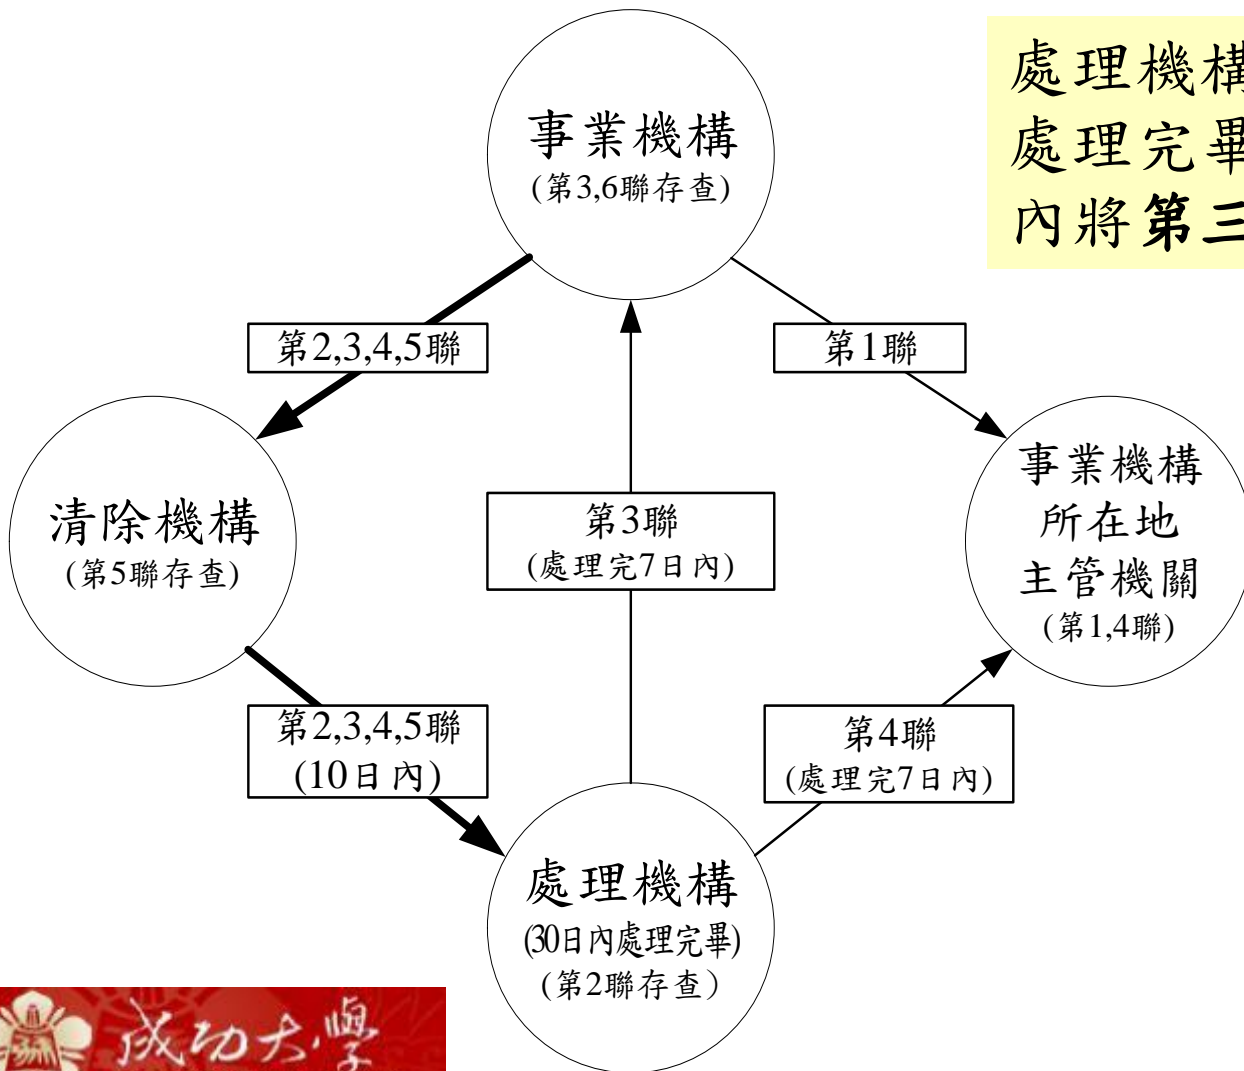 處理機構
處理完畢
內將第三
事業機構
(第3,6聯存查)
第2,3,4,5聯
第1聯
清除機構
(第5聯存查)
第3聯
(處理完7日內)
事業機構
所在地
主管機關
(第1,4聯)
第2,3,4,5聯
(10日內)
第4聯
(處理完7日內)
處理機構
(30日內處理完畢)
(第2聯存查)
成功大學